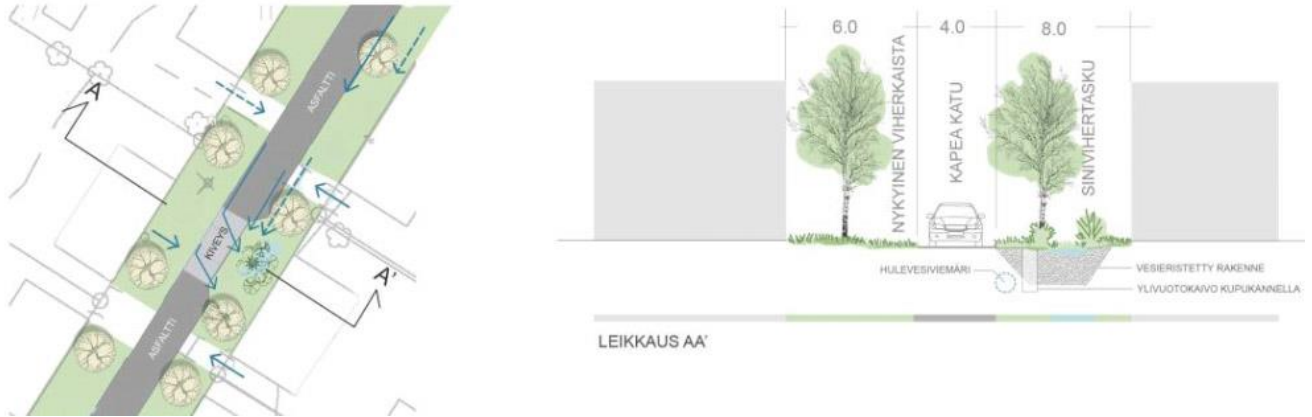 ASFALTTI
A
KIVEYS
A'
ASFALTTI
6.0
4.0
8.0
NYKYINEN VIHERKAISTA
KAPEA KATU
SINIVIHERTASKU
HULEVESIVIEMÄRI
VESIERISTETTY RAKENNE
YLIVUOTOKAIVO KUPUKANNELLA
LEIKKAUS AA'